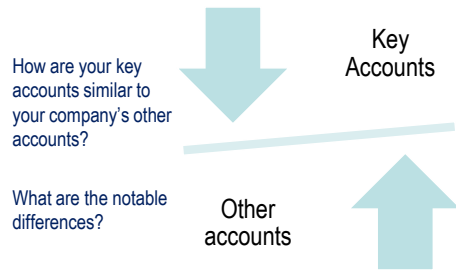 How are your key
accounts similar to
your company's other
accounts?
What are the notable
differences?
Key
Accounts
Other
accounts